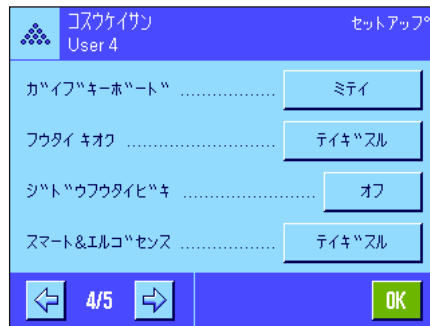 コスウケイサン
User 4
セットアップ
ガイブキーボード .................. ミテイ
フウタイ キオク .................. テイギスル
ジドウフウタイビキ .................. オフ
スマート&エルゴセンス .................. テイギスル
4/5 OK